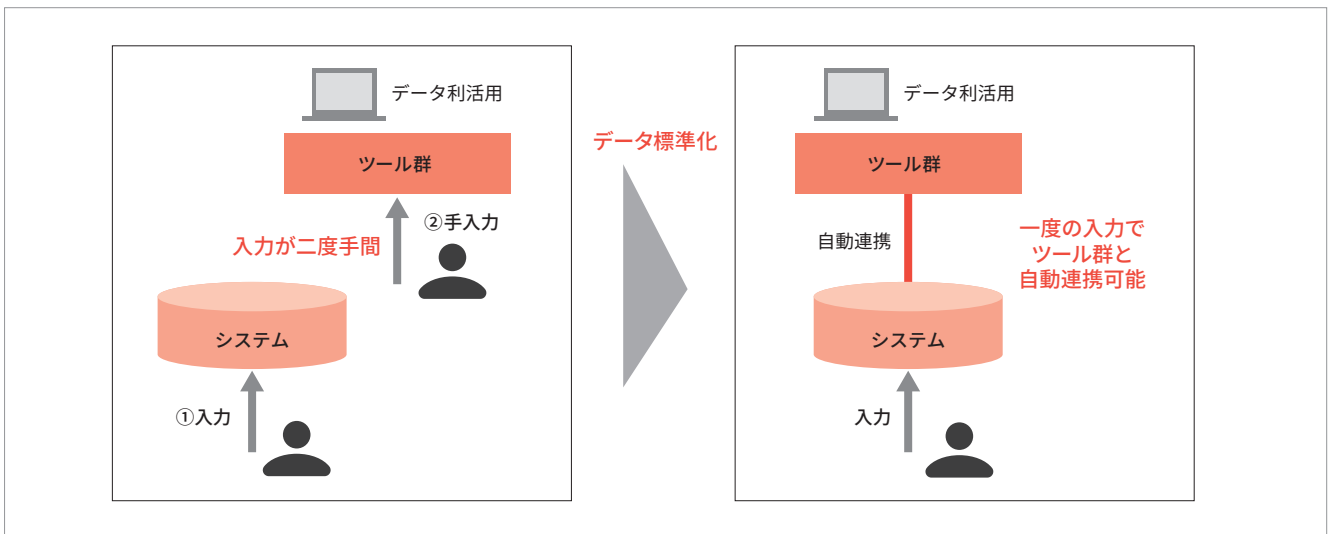 データ利活用
ツール群
②手入力
入力が二度手間
システム
①入力
データ標準化
データ利活用
ツール群
自動連携
一度の入力で
ツール群と
自動連携可能
システム
入力